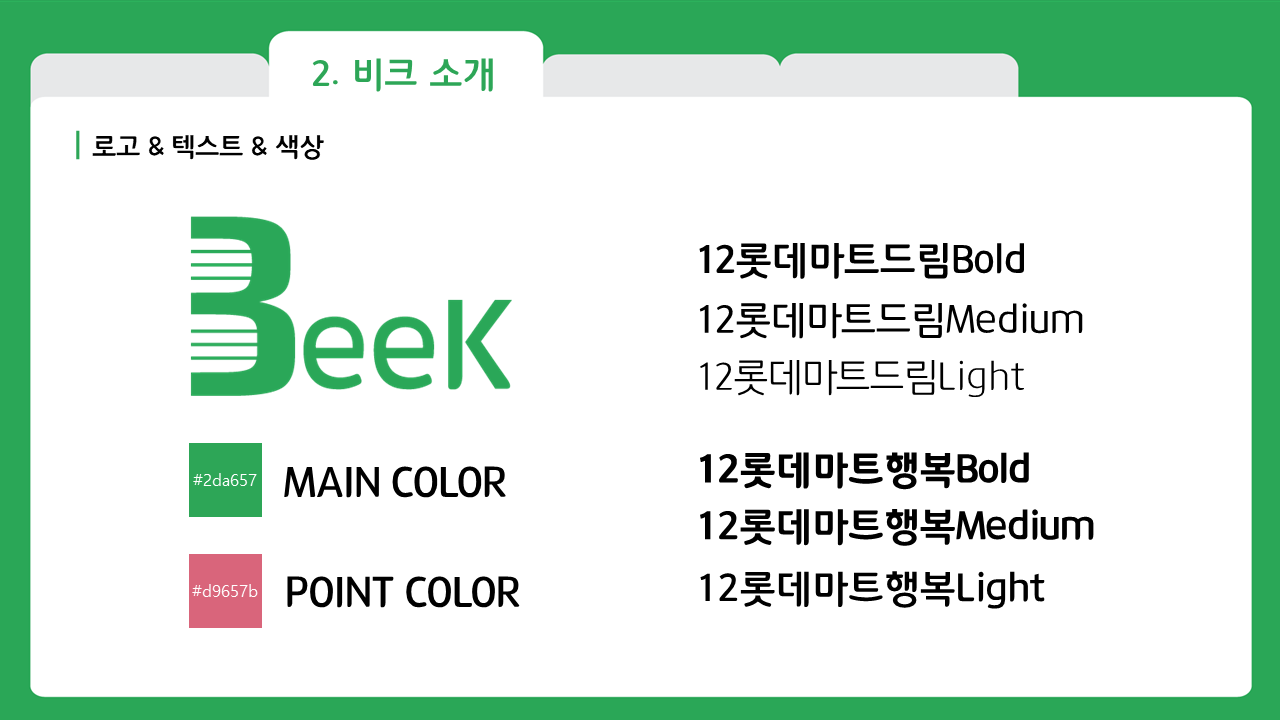 2. 비크 소개
로고 & 텍스트 & 색상
BeeK
#2da657
MAIN COLOR
#d9657b
POINT COLOR
12롯데마트드림Bold
12롯데마트드림Medium
12롯데마트드림Light
12롯데마트행복Bold
12롯데마트행복Medium
12롯데마트행복Light